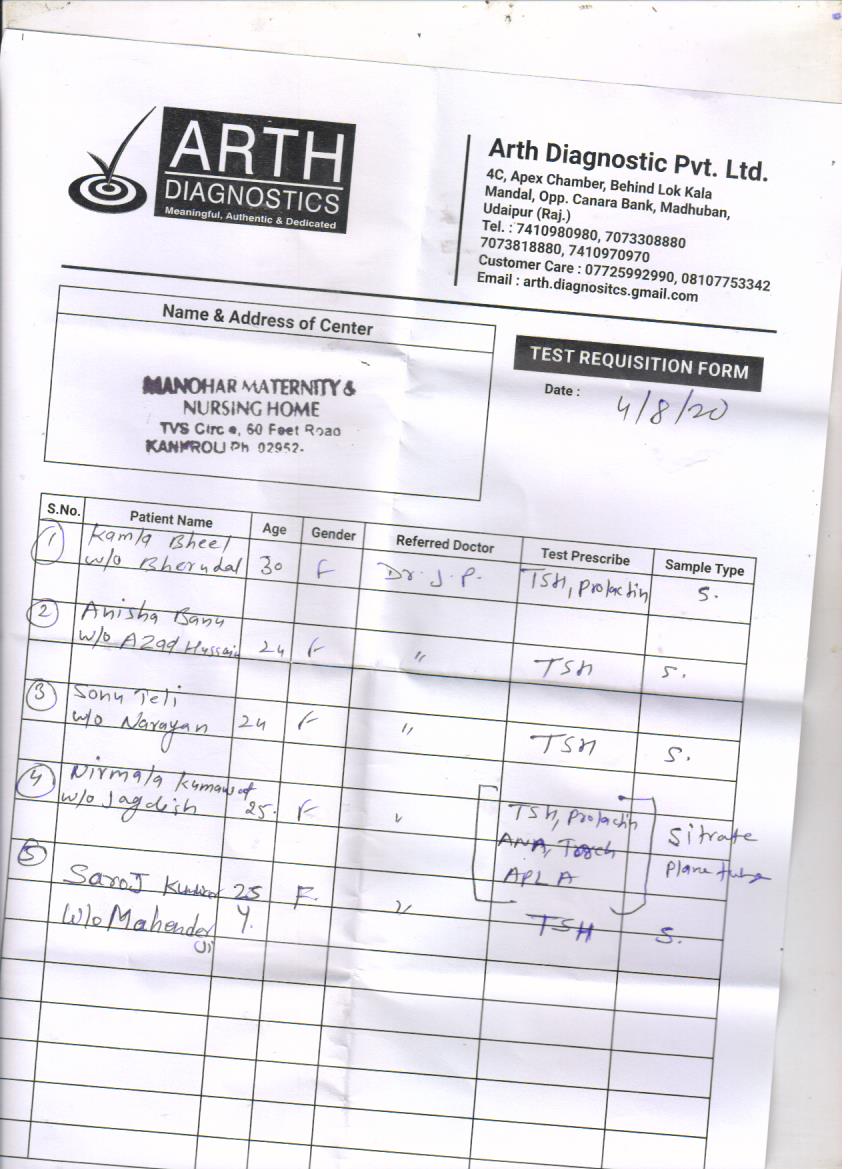 ARTH
DIAGNOSTICS
Meaningful, Authentic & Dedicated
Arth Diagnostic Pvt. Ltd.
4C, Apex Chamber, Behind Lok Kala
Mandal, Opp. Canara Bank, Madhuban,
Udaipur (Raj.)
Tel. : 7410980980, 7073308880
7073818880, 7410970970
Customer Care : 07725992990, 08107753342
Email : arth.diagnositcs.gmail.com
Name & Address of Center
MANOHAR MATERNITY &
NURSING HOME
TVS Circle, 60 Feet Road
KANKROLI Ph 02952-
TEST REQUISITION FORM
Date : 4/8/20
S.No. Patient Name Age Gender Referred Doctor Test Prescribe Sample Type
1 Kamla Bheel
w/o Bherulal 30 F Dr. J. P. TSH, Prolactin S.
2 Anisha Banu
w/o Azad Hussain 24 F " TSH S.
3 Sonu Teli
w/o Narayan 24 F " TSH S.
4 Nirmala Kumawat
w/o Jagdish 25. F " TSH, Prolactin Sitrate
ANA, Torch Plane tube
APLA
5 Saroj 25 F. "
W/o Mahender Y. TSH S.
Ji